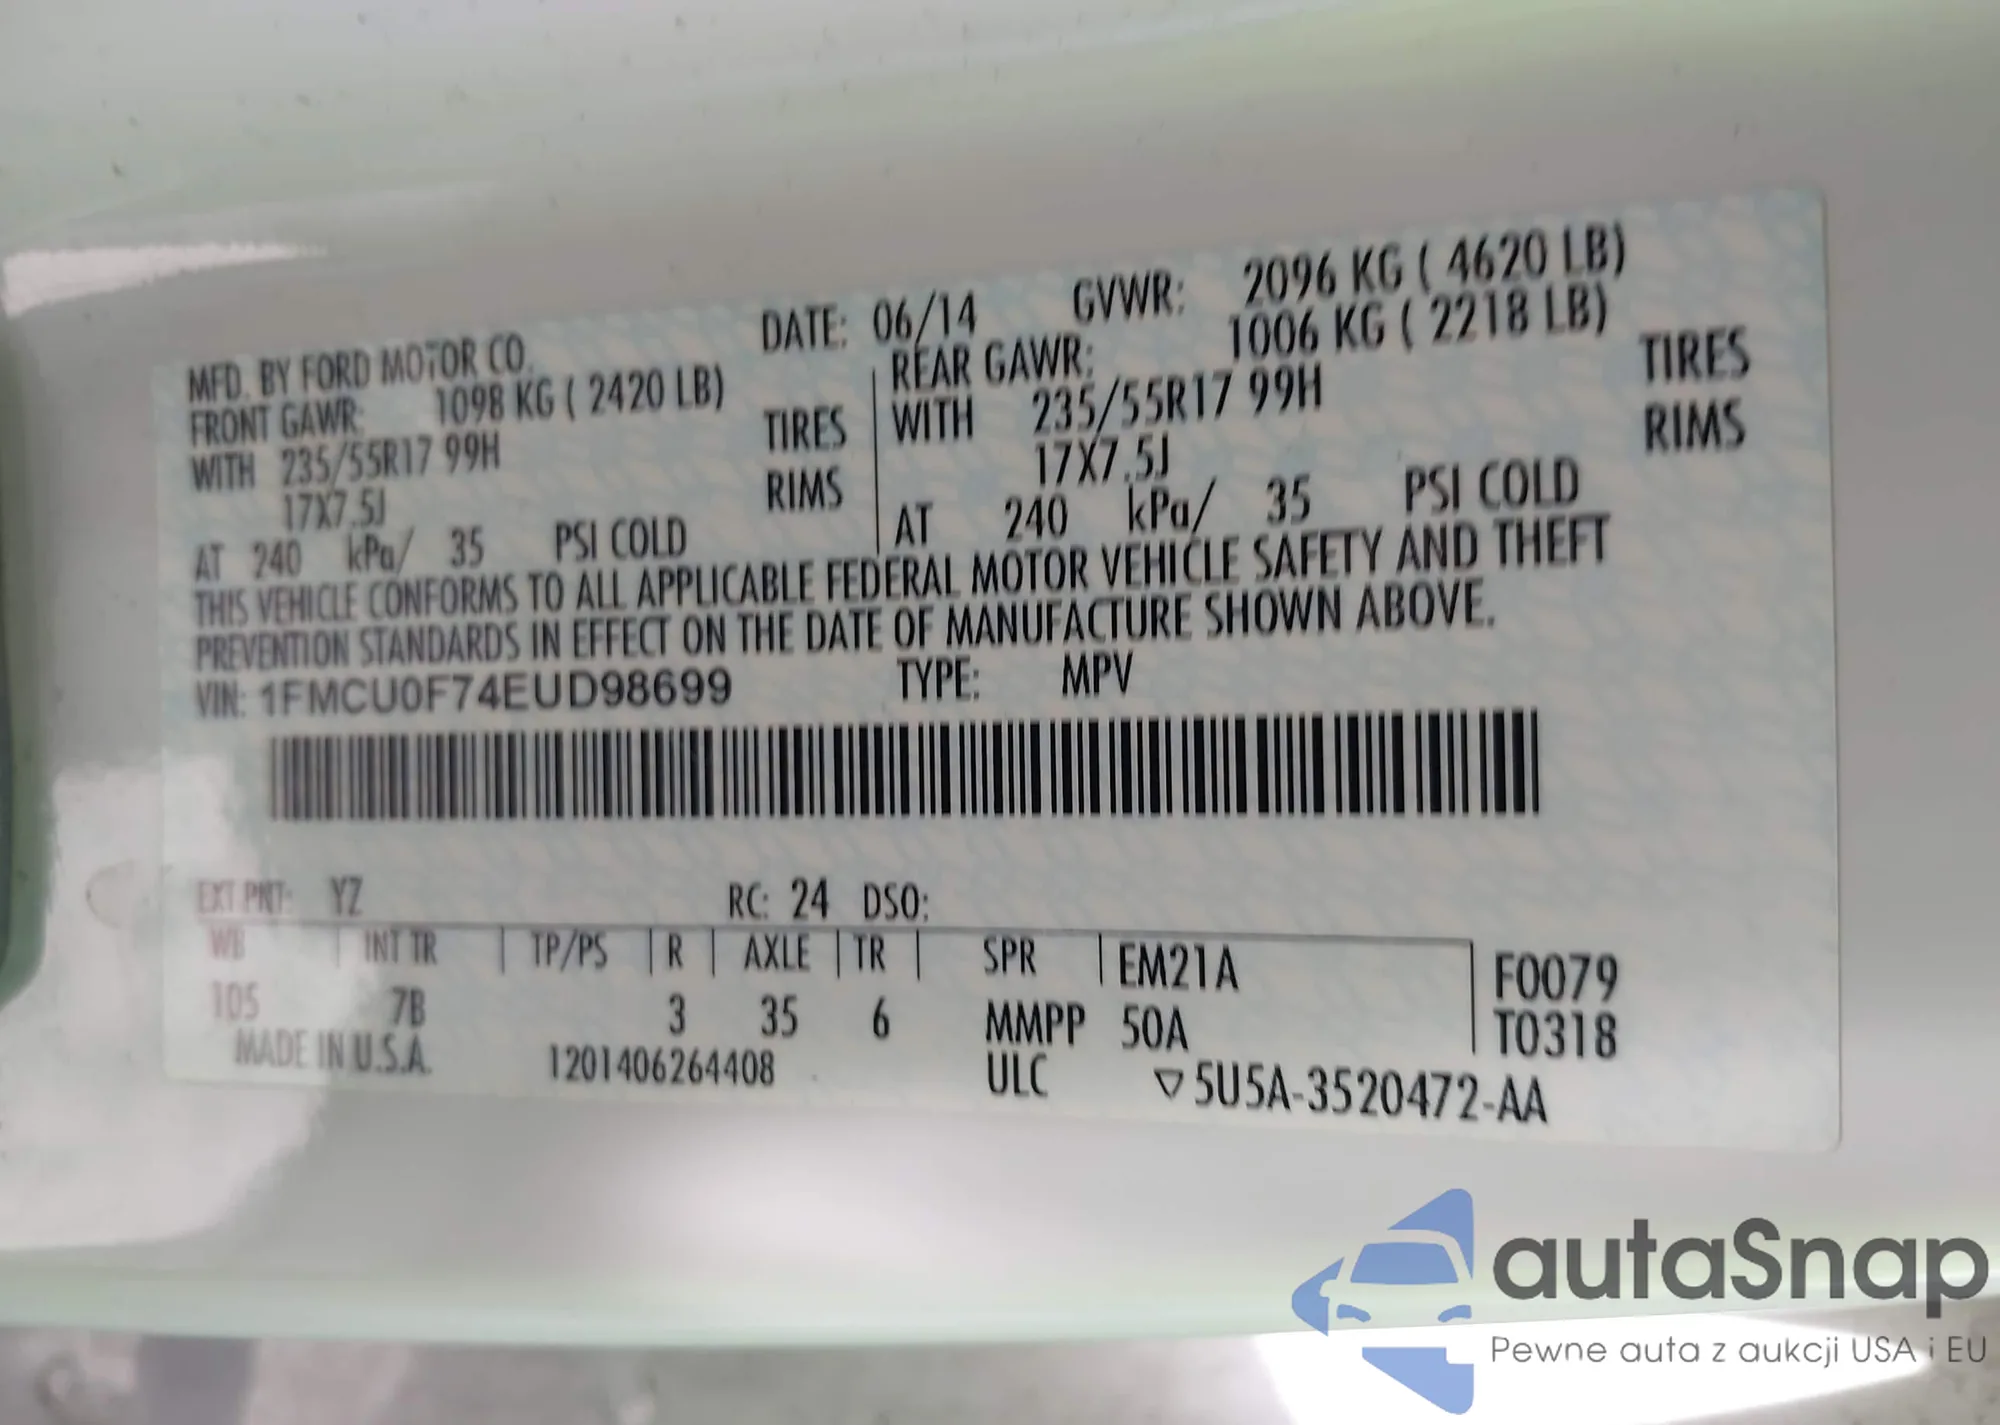 DATE: 06/14 GVWR: 2096 KG ( 4620 LB)
MFD. BY FORD MOTOR CO.
FRONT GAWR: 1098 KG ( 2420 LB)
WITH 235/55R17 99H TIRES
17X7.5J RIMS
AT 240 kPa/ 35 PSI COLD
REAR GAWR: 1006 KG ( 2218 LB)
WITH 235/55R17 99H TIRES
17X7.5J RIMS
AT 240 kPa/ 35 PSI COLD
THIS VEHICLE CONFORMS TO ALL APPLICABLE FEDERAL MOTOR VEHICLE SAFETY AND THEFT
PREVENTION STANDARDS IN EFFECT ON THE DATE OF MANUFACTURE SHOWN ABOVE.
VIN: 1FMCU0F74EUD98699 TYPE: MPV
EXT PNT: YZ RC: 24 DSO:
WB INT TR TP/PS R AXLE TR SPR EM21A F0079
105 7B 3 35 6 MMPP 50A T0318
MADE IN U.S.A. 1201406264408 ULC ▽5U5A-3520472-AA
autaSnap
Pewne auta z aukcji USA i EU